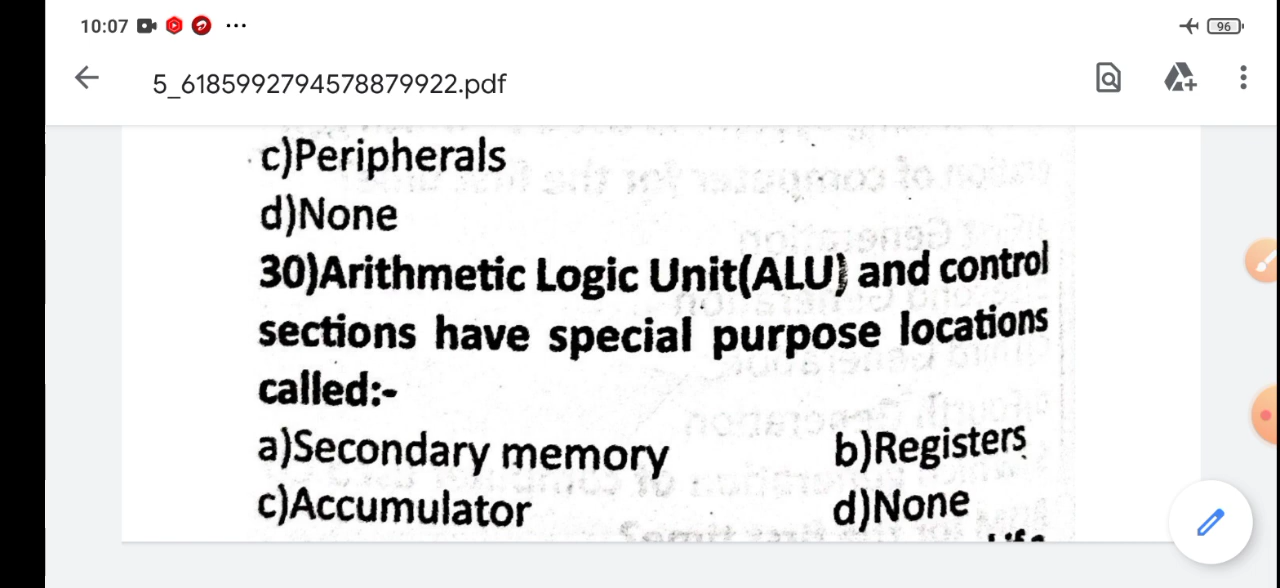 10:07 ...
96
5_6185992794578879922.pdf
c)Peripherals
d)None
30)Arithmetic Logic Unit(ALU) and control
sections have special purpose locations
called:-
a)Secondary memory b)Registers
c)Accumulator d)None